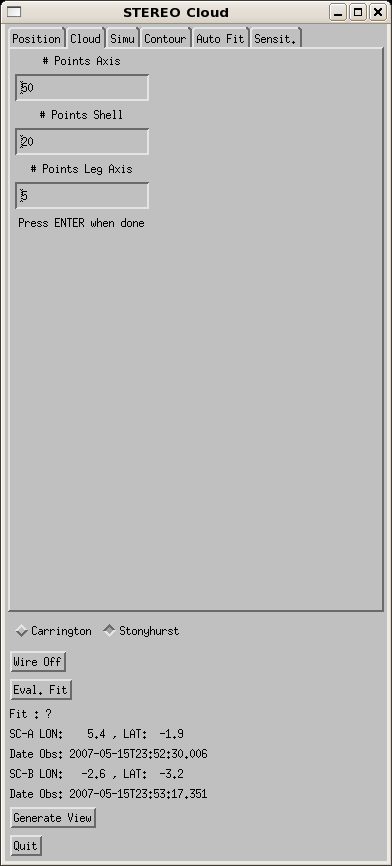 STEREO Cloud
Position Cloud Simu Contour Auto Fit Sensit.
# Points Axis
50
# Points Shell
20
# Points Leg Axis
5
Press ENTER when done
Carrington Stonyhurst
Wire Off
Eval. Fit
Fit : ?
SC-A LON: 5.4 , LAT: -1.9
Date Obs: 2007-05-15T23:52:30.006
SC-B LON: -2.6 , LAT: -3.2
Date Obs: 2007-05-15T23:53:17.351
Generate View
Quit